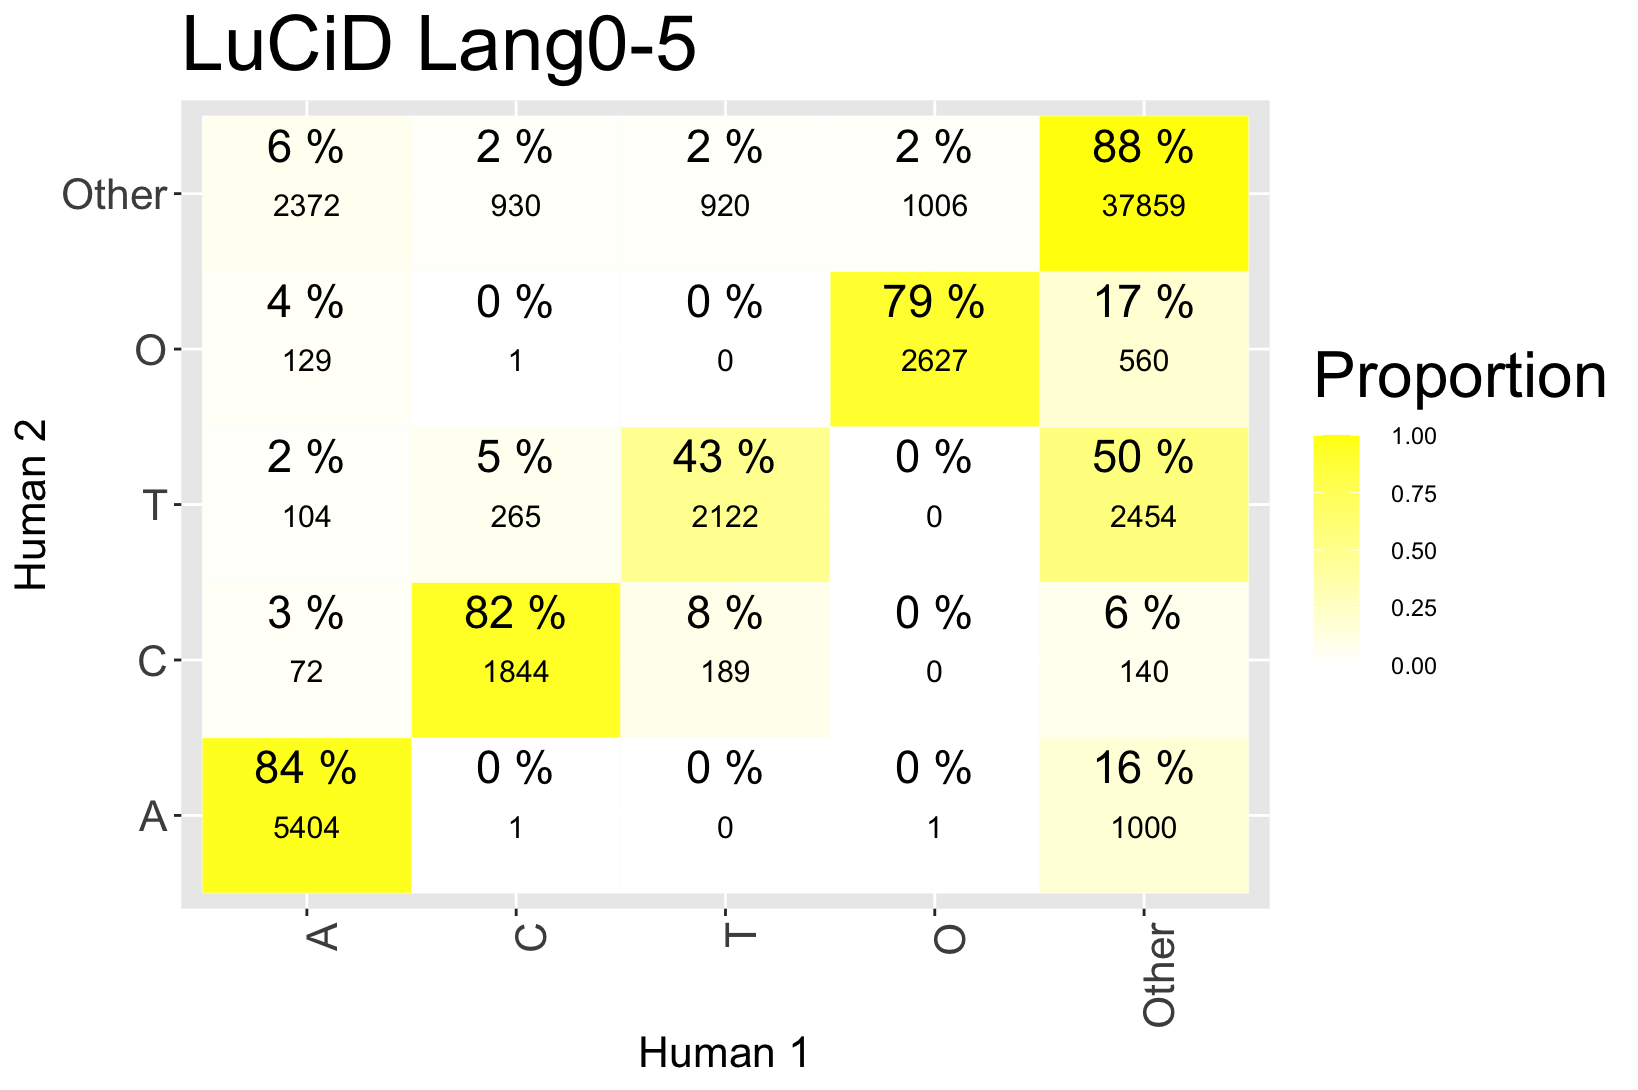 LuCiD Lang0-5
6 % 2 % 2 % 2 % 88 %
Other 2372 930 920 1006 37859
4 % 0 % 0 % 79 % 17 %
O 129 1 0 2627 560
2 % 5 % 43 % 0 % 50 %
T 104 265 2122 0 2454
3 % 82 % 8 % 0 % 6 %
C 72 1844 189 0 140
84 % 0 % 0 % 0 % 16 %
A 5404 1 0 1 1000
A C T O Other
Human 1
Human 2
Proportion
1.00
0.75
0.50
0.25
0.00